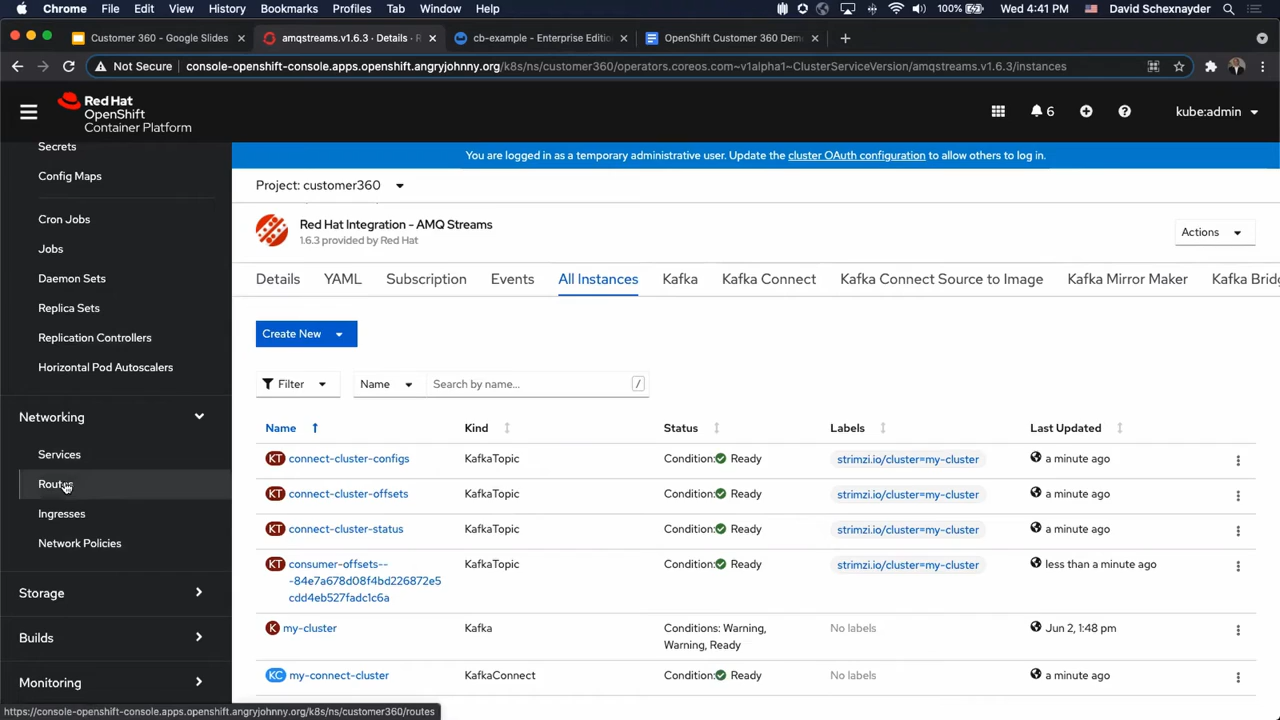 Chrome File Edit View History Bookmarks Profiles Tab Window Help 100% Wed 4:41 PM David Schexnayder
Customer 360 - Google Slides
amqstreams.v1.6.3 · Details · R
cb-example - Enterprise Editio
OpenShift Customer 360 Dem
Not Secure console-openshift-console.apps.openshift.angryjohnny.org/k8s/ns/customer360/operators.coreos.com~v1alpha1~ClusterServiceVersion/amqstreams.v1.6.3/instances
Red Hat
OpenShift
Container Platform
6
kube:admin
You are logged in as a temporary administrative user. Update the cluster OAuth configuration to allow others to log in.
Secrets
Config Maps
Cron Jobs
Jobs
Daemon Sets
Replica Sets
Replication Controllers
Horizontal Pod Autoscalers
Networking
Services
Routes
Ingresses
Network Policies
Storage
Builds
Monitoring
Project: customer360
Red Hat Integration - AMQ Streams
1.6.3 provided by Red Hat
Actions
Details YAML Subscription Events All Instances Kafka Kafka Connect Kafka Connect Source to Image Kafka Mirror Maker Kafka Bridg
Create New
Filter Name Search by name... /
Name Kind Status Labels Last Updated
KT connect-cluster-configs KafkaTopic Condition: Ready strimzi.io/cluster=my-cluster a minute ago
KT connect-cluster-offsets KafkaTopic Condition: Ready strimzi.io/cluster=my-cluster a minute ago
KT connect-cluster-status KafkaTopic Condition: Ready strimzi.io/cluster=my-cluster a minute ago
KT consumer-offsets-- KafkaTopic Condition: Ready strimzi.io/cluster=my-cluster less than a minute ago
-84e7a678d08f4bd226872e5
cdd4eb527fadc1c6a
K my-cluster Kafka Conditions: Warning, No labels Jun 2, 1:48 pm
Warning, Ready
KC my-connect-cluster KafkaConnect Condition: Ready No labels a minute ago
https://console-openshift-console.apps.openshift.angryjohnny.org/k8s/ns/customer360/routes